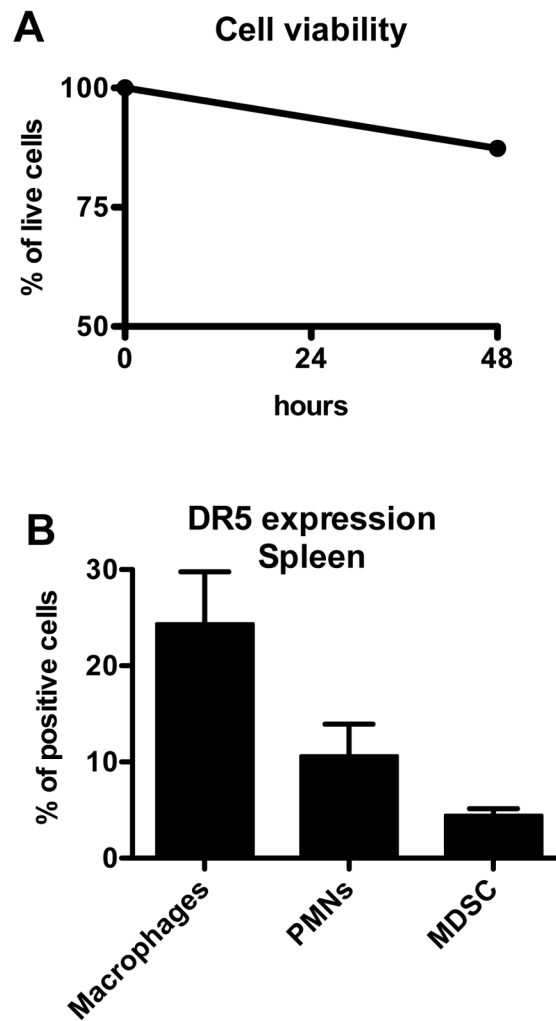 A
Cell viability
100
75
50
% of live cells
0 24 48
hours
B
DR5 expression
Spleen
30
20
10
0
% of positive cells
Macrophages
PMNs
MDSC